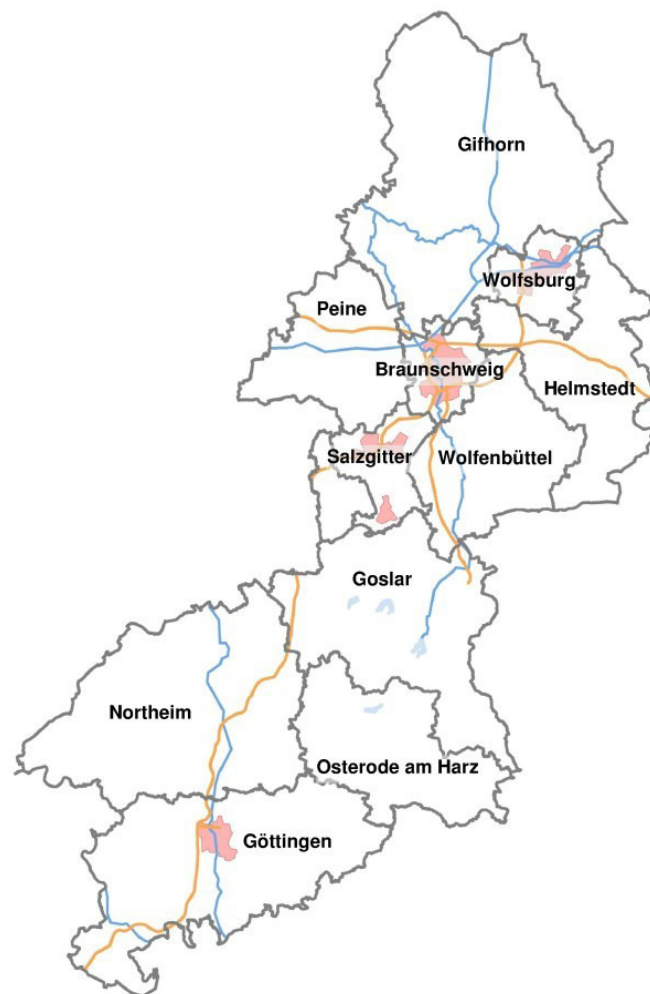 Gifhorn
Wolfsburg
Peine
Braunschweig
Helmstedt
Salzgitter
Wolfenbüttel
Goslar
Northeim
Osterode am Harz
Göttingen